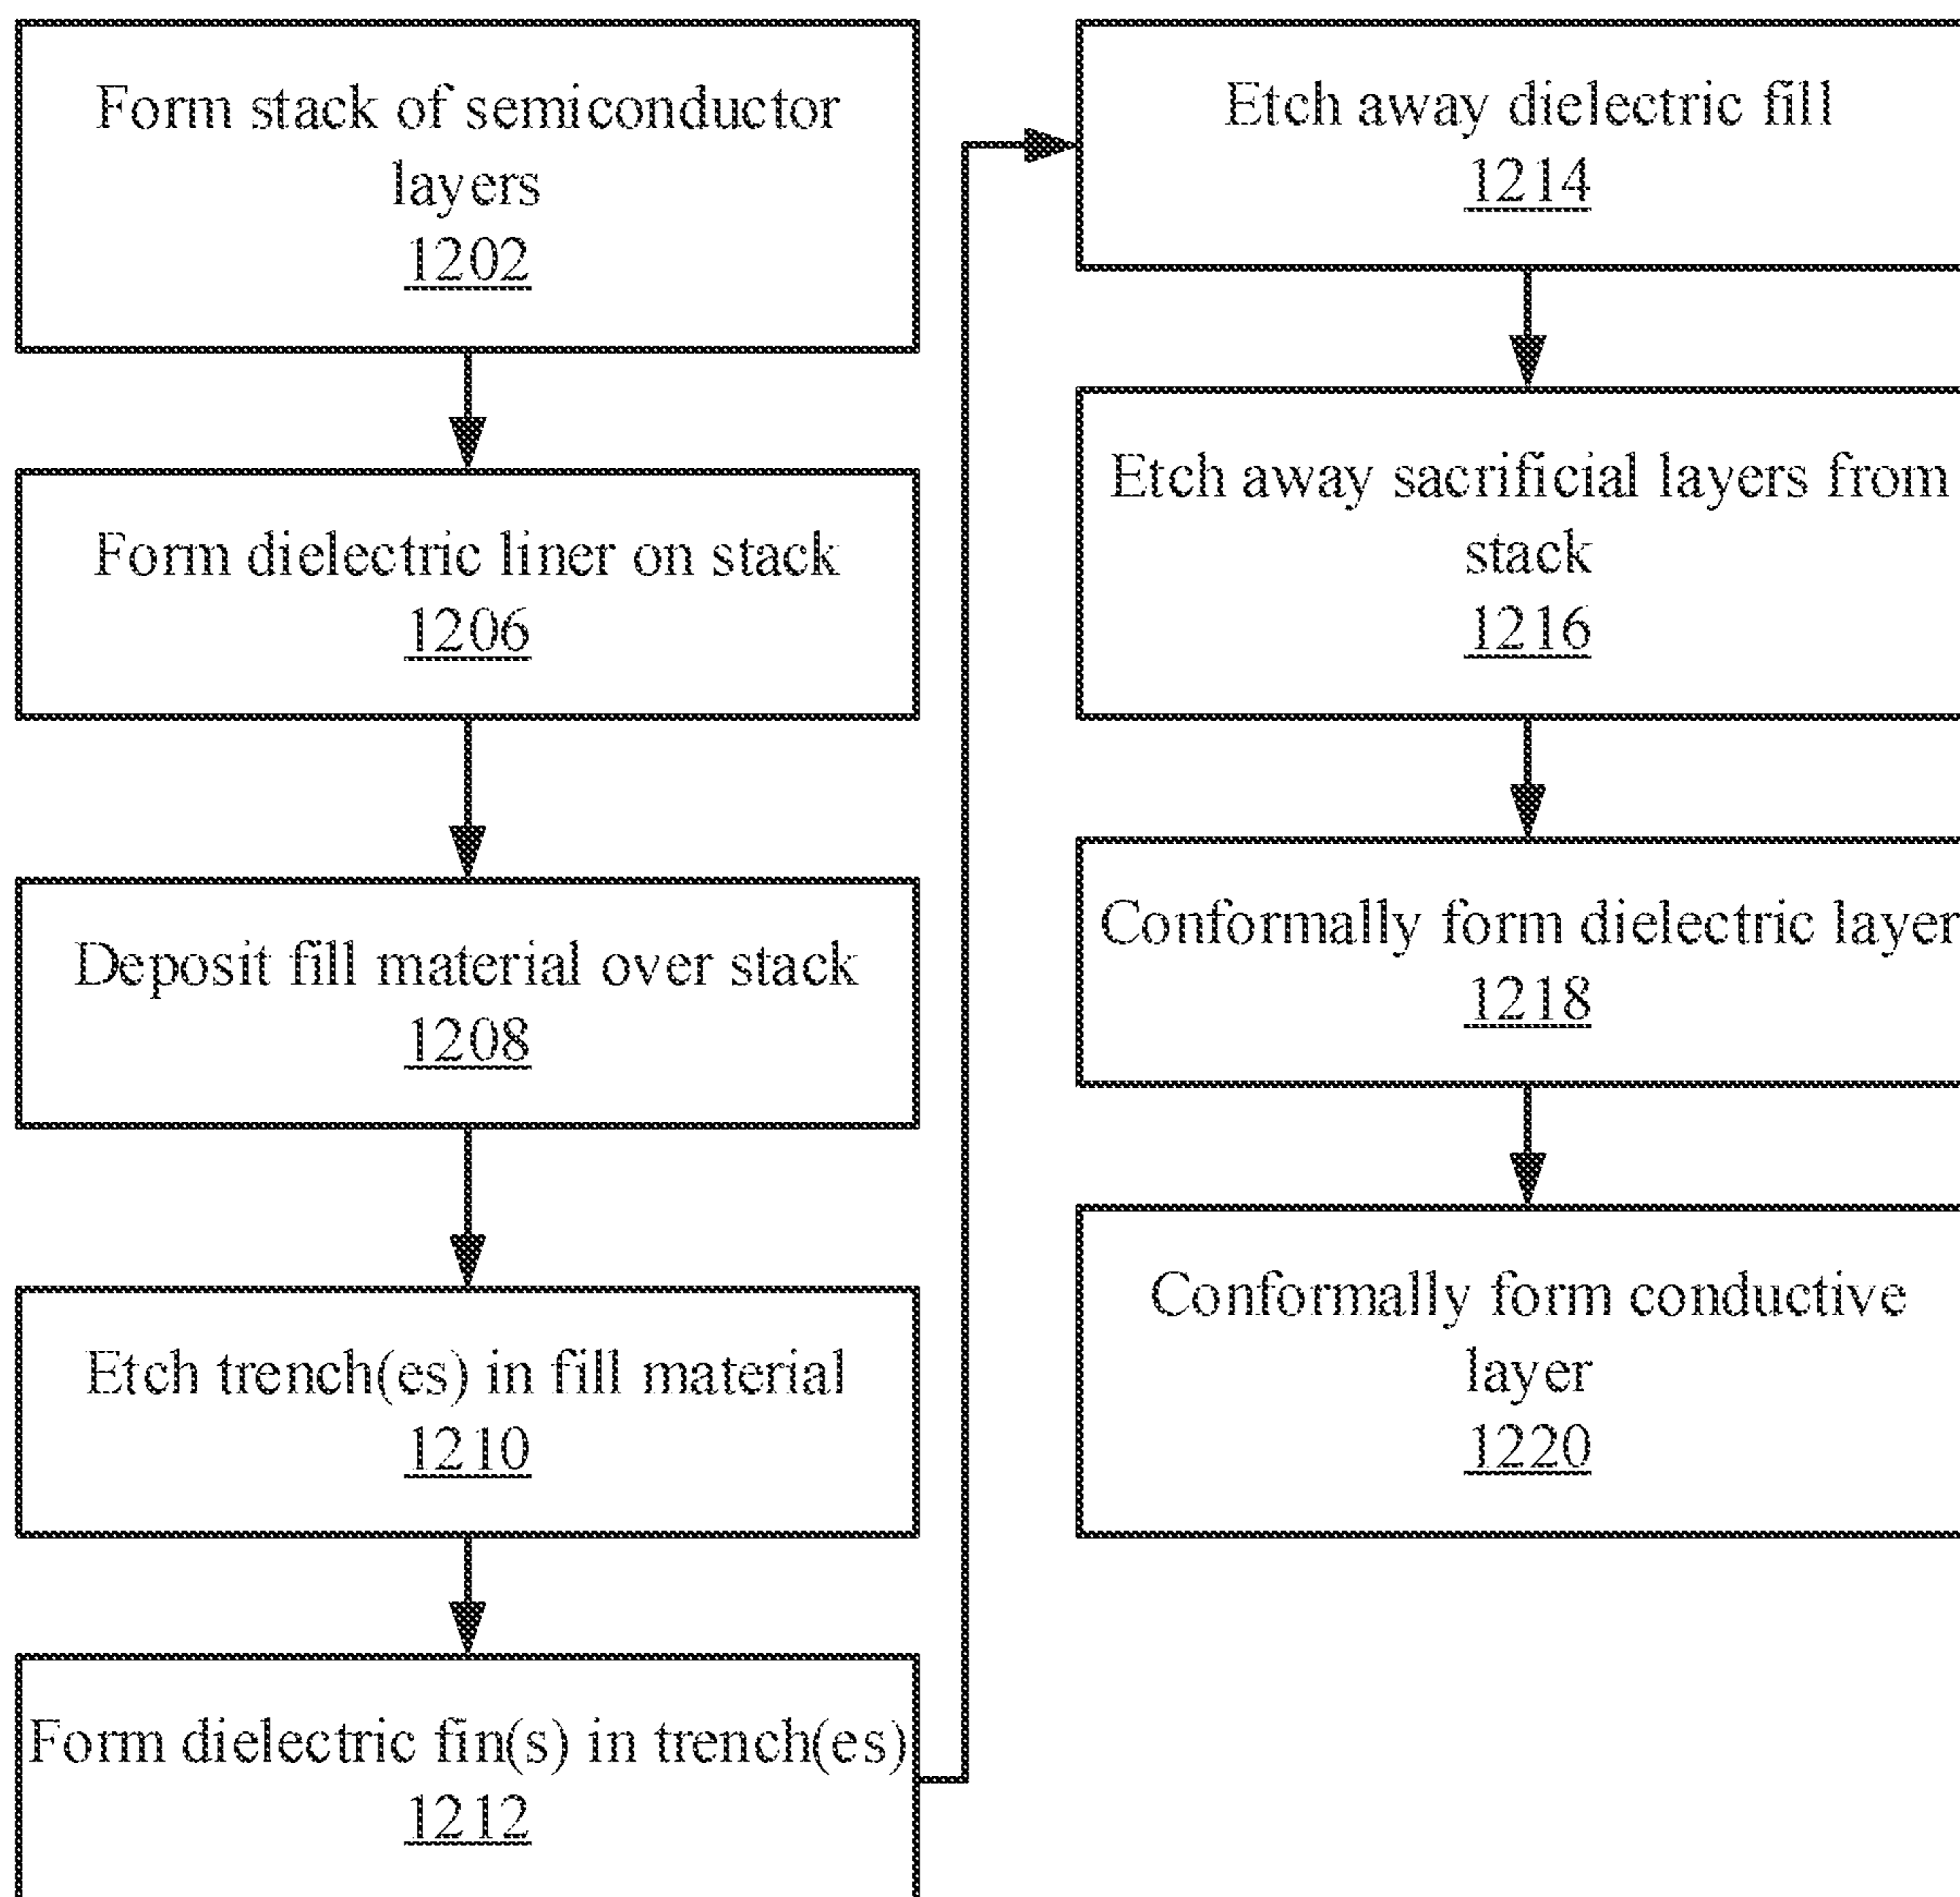 Form stack of semiconductor
layers
1202
Form dielectric liner on stack
1206
Deposit fill material over stack
1208
Etch trench(es) in fill material
1210
Form dielectric fin(s) in trench(es)
1212
Etch away dielectric fill
1214
Etch away sacrificial layers from
stack
1216
Conformally form dielectric layer
1218
Conformally form conductive
layer
1220